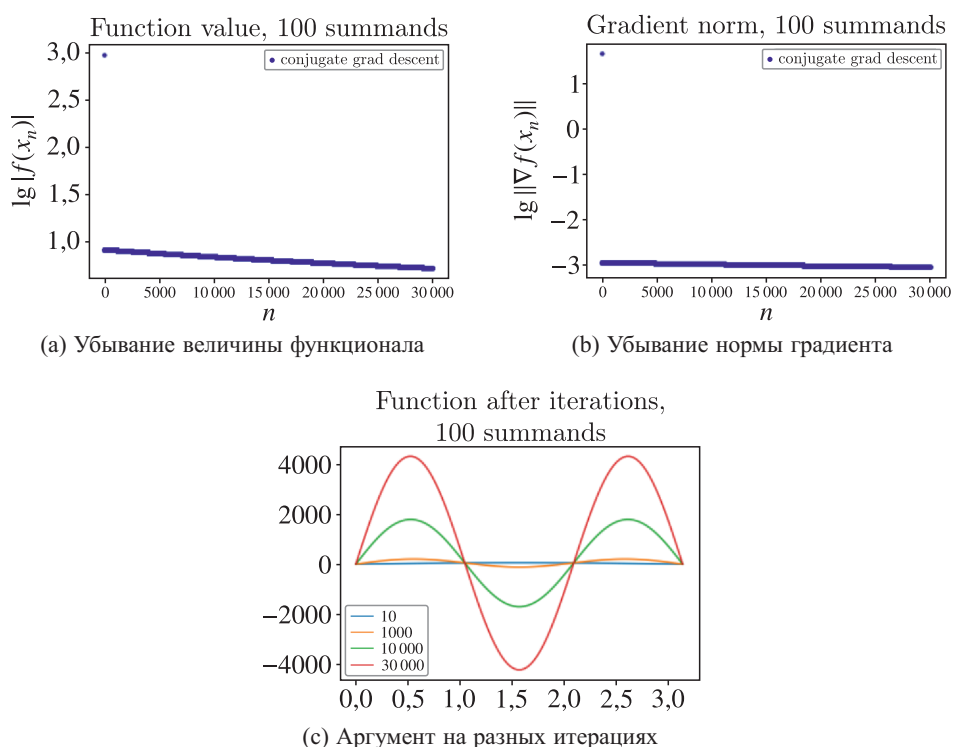 Function value, 100 summands
3,0
2,5
2,0
1,5
1,0
lg |f(x_n)|
conjugate grad descent
0 5000 10 000 15 000 20 000 25 000 30 000
n
(a) Убывание величины функционала
Gradient norm, 100 summands
1
0
−1
−2
−3
lg ||∇f(x_n)||
conjugate grad descent
0 5000 10 000 15 000 20 000 25 000 30 000
n
(b) Убывание нормы градиента
Function after iterations,
100 summands
4000
2000
0
−2000
−4000
10
1000
10 000
30 000
0,0 0,5 1,0 1,5 2,0 2,5 3,0
(c) Аргумент на разных итерациях